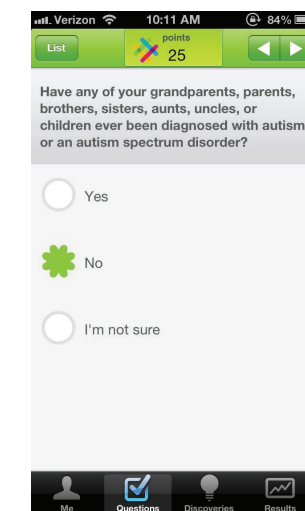 Verizon 10:11 AM 84%
List
points
25
Have any of your grandparents, parents,
brothers, sisters, aunts, uncles, or
children ever been diagnosed with autism
or an autism spectrum disorder?
Yes
No
I'm not sure
Me Questions Discoveries Results